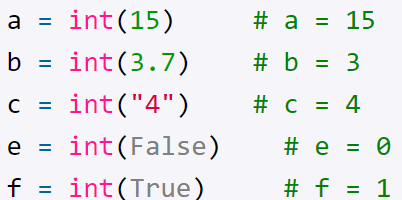 a = int(15)     # a = 15
b = int(3.7)    # b = 3
c = int("4")    # c = 4
e = int(False)    # e = 0
f = int(True)     # f = 1